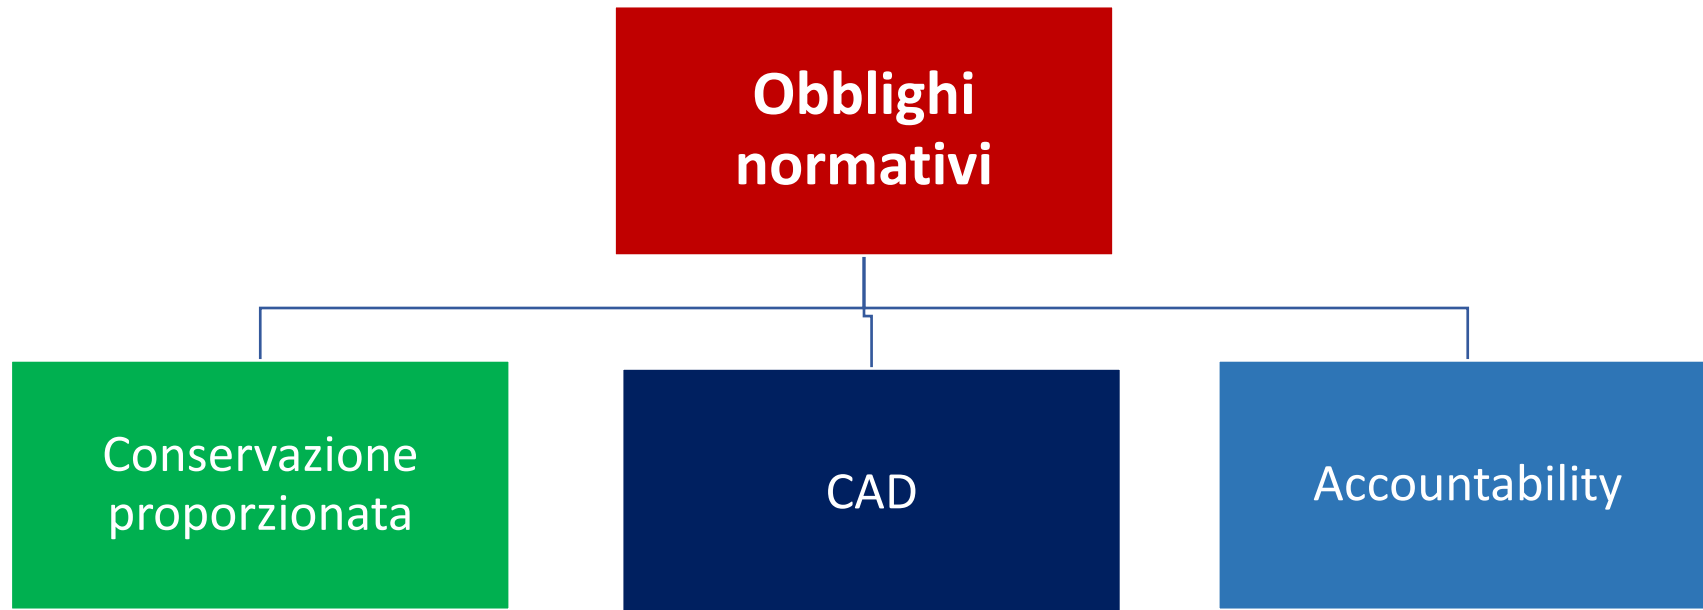 Obblighi
normativi
Conservazione
proporzionata
CAD
Accountability